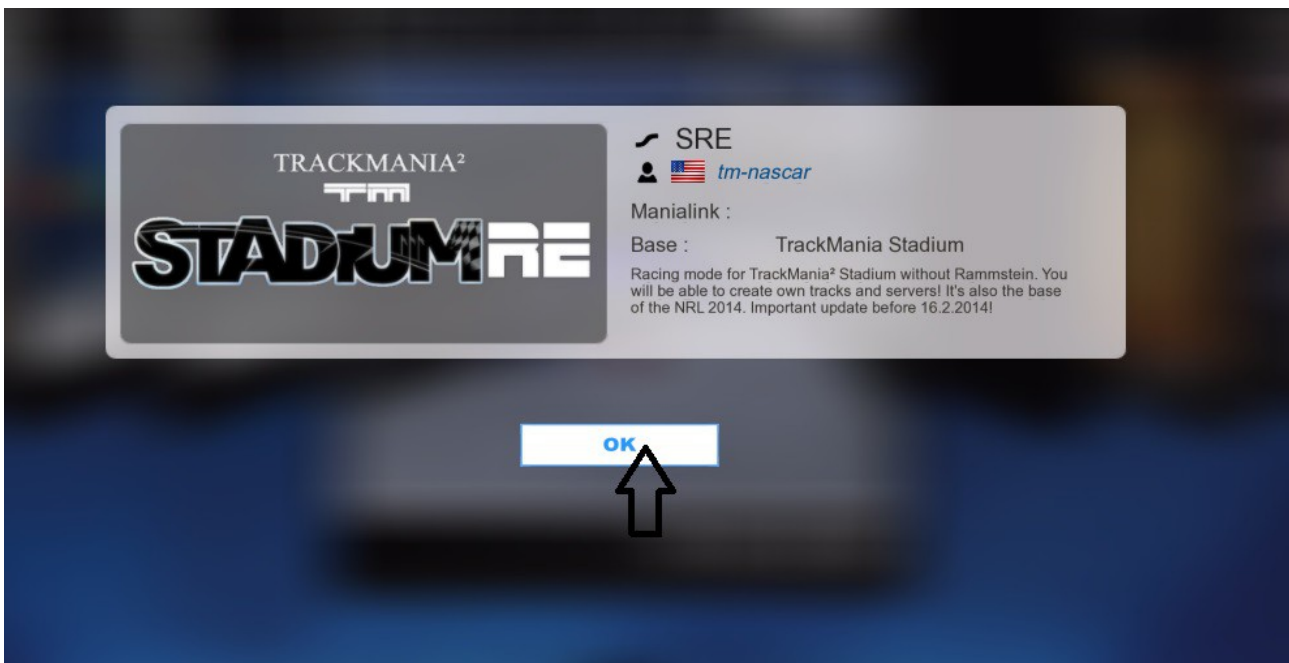 TRACKMANIA²
TM
STADIUM RE
SRE
tm-nascar
Manialink :
Base : TrackMania Stadium
Racing mode for TrackMania² Stadium without Rammstein. You
will be able to create own tracks and servers! It's also the base
of the NRL 2014. Important update before 16.2.2014!
OK